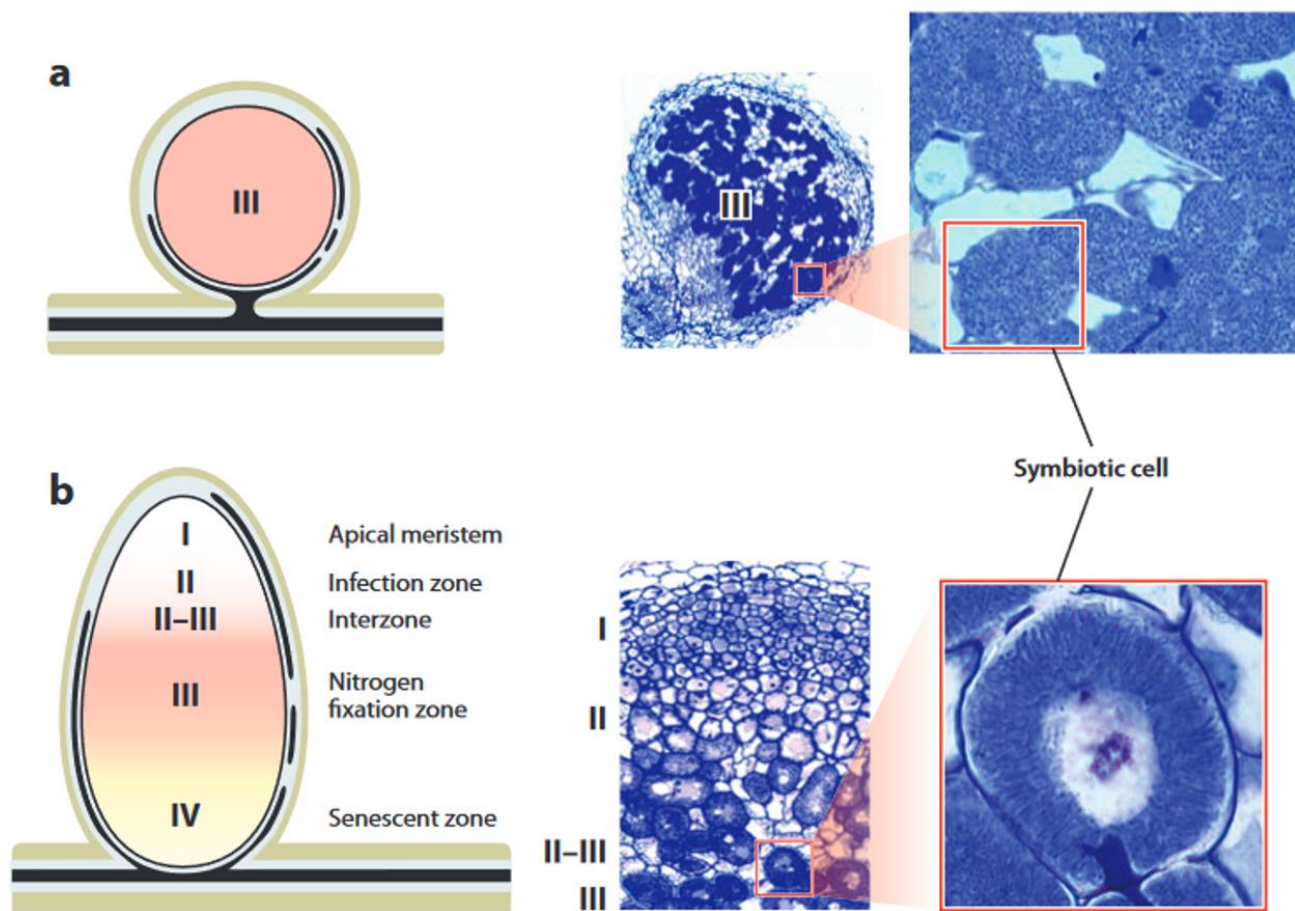 a
III
III
Symbiotic cell
b
I Apical meristem
II Infection zone
II–III Interzone
III Nitrogen
fixation zone
IV Senescent zone
I
II
II–III
III